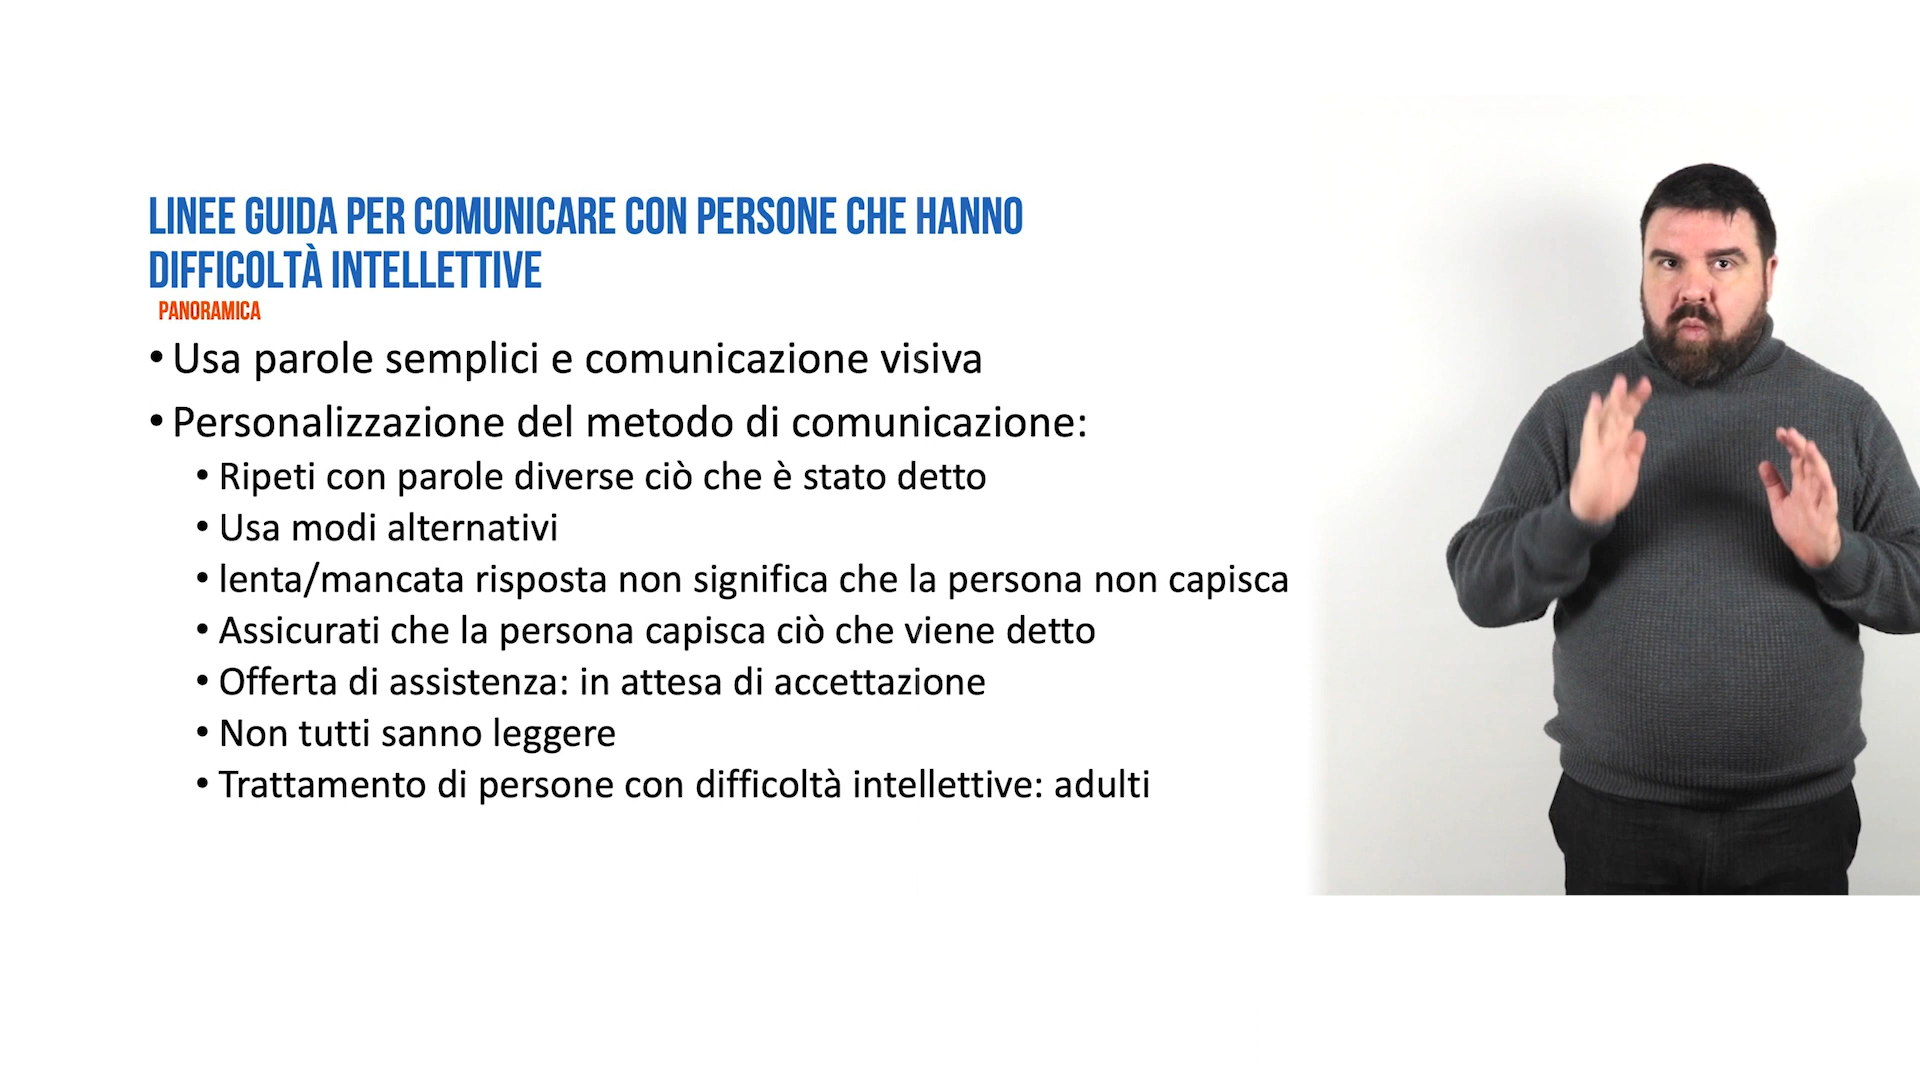 LINEE GUIDA PER COMUNICARE CON PERSONE CHE HANNO
DIFFICOLTÀ INTELLETTIVE
PANORAMICA
• Usa parole semplici e comunicazione visiva
• Personalizzazione del metodo di comunicazione:
• Ripeti con parole diverse ciò che è stato detto
• Usa modi alternativi
• lenta/mancata risposta non significa che la persona non capisca
• Assicurati che la persona capisca ciò che viene detto
• Offerta di assistenza: in attesa di accettazione
• Non tutti sanno leggere
• Trattamento di persone con difficoltà intellettive: adulti